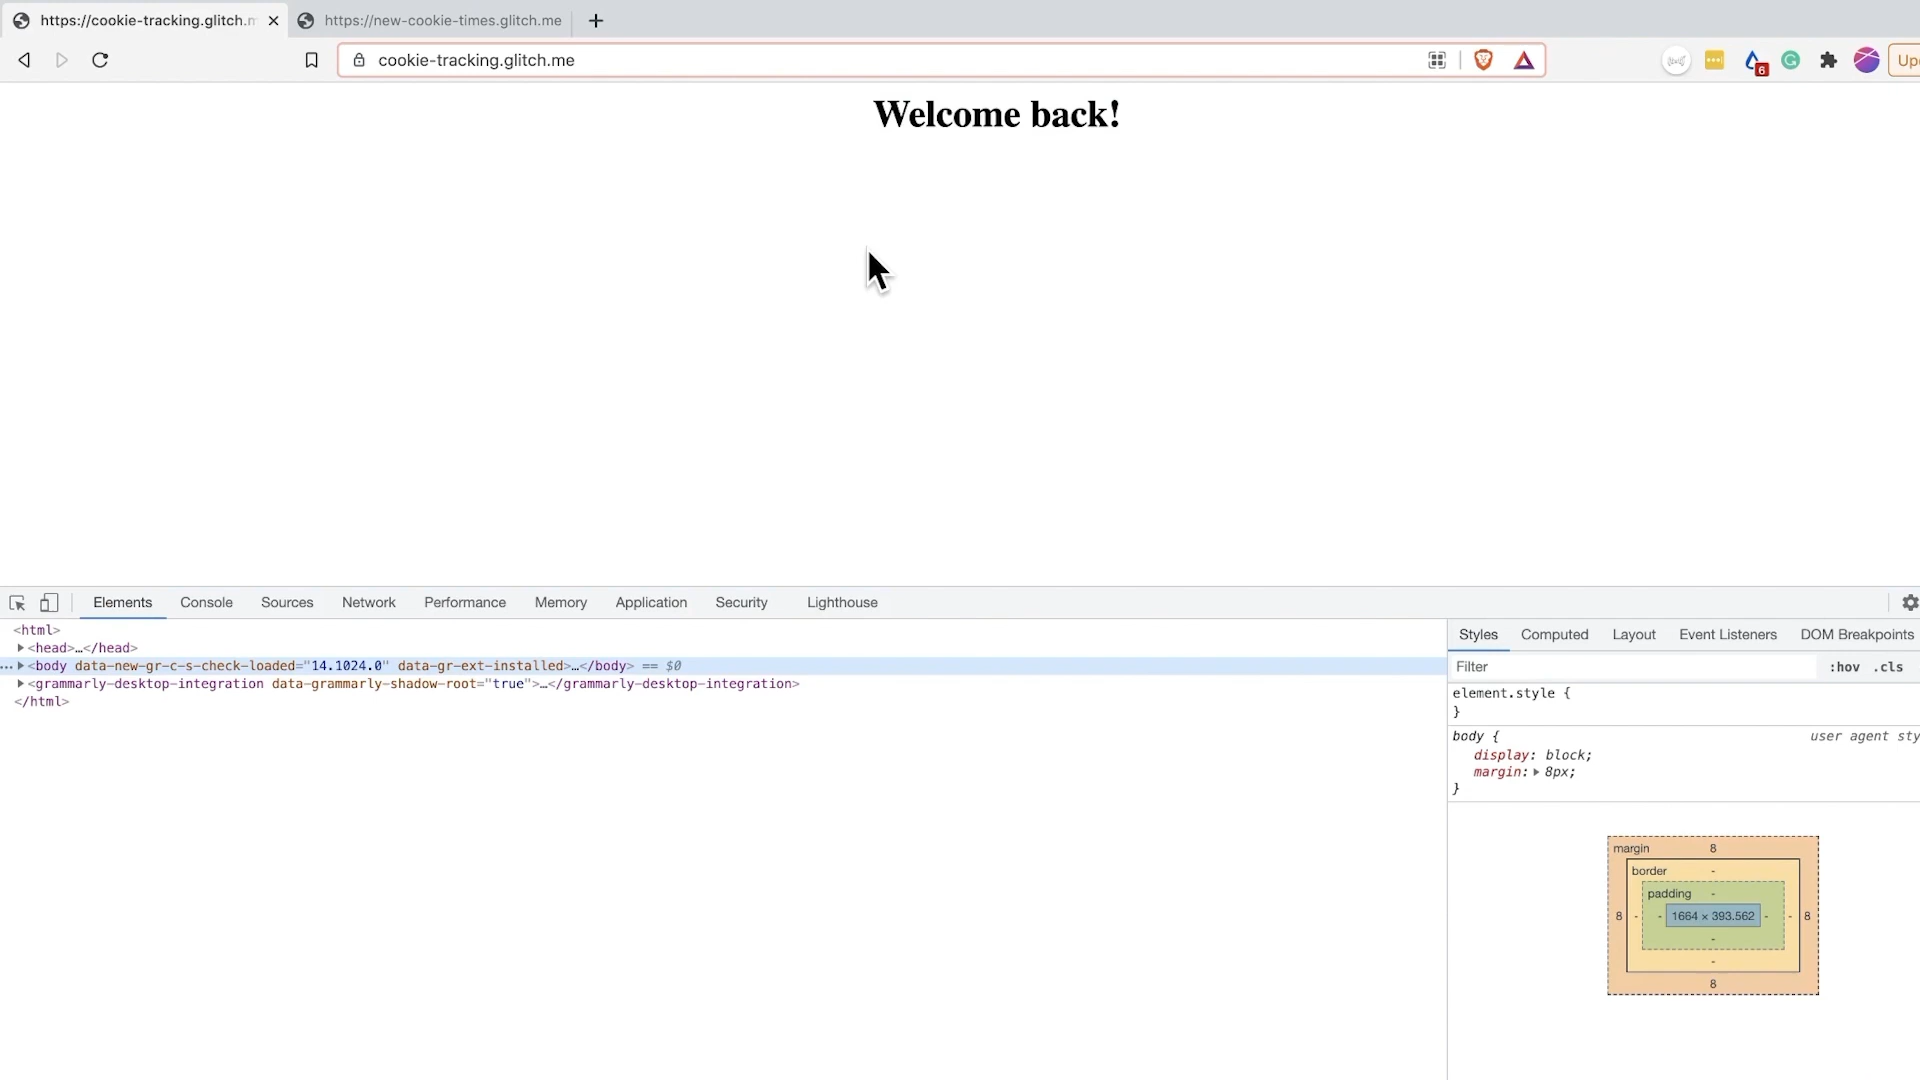 https://cookie-tracking.glitch.m
https://new-cookie-times.glitch.me
cookie-tracking.glitch.me
6
Upd
Welcome back!
Elements Console Sources Network Performance Memory Application Security Lighthouse
<html>
<head>…</head>
<body data-new-gr-c-s-check-loaded="14.1024.0" data-gr-ext-installed>…</body> == $0
<grammarly-desktop-integration data-grammarly-shadow-root="true">…</grammarly-desktop-integration>
</html>
Styles Computed Layout Event Listeners DOM Breakpoints
Filter :hov .cls
element.style {
}
body { user agent sty
display: block;
margin: 8px;
}
margin 8
border -
padding -
8 - - 1664 × 393.562 - - 8
-
-
8